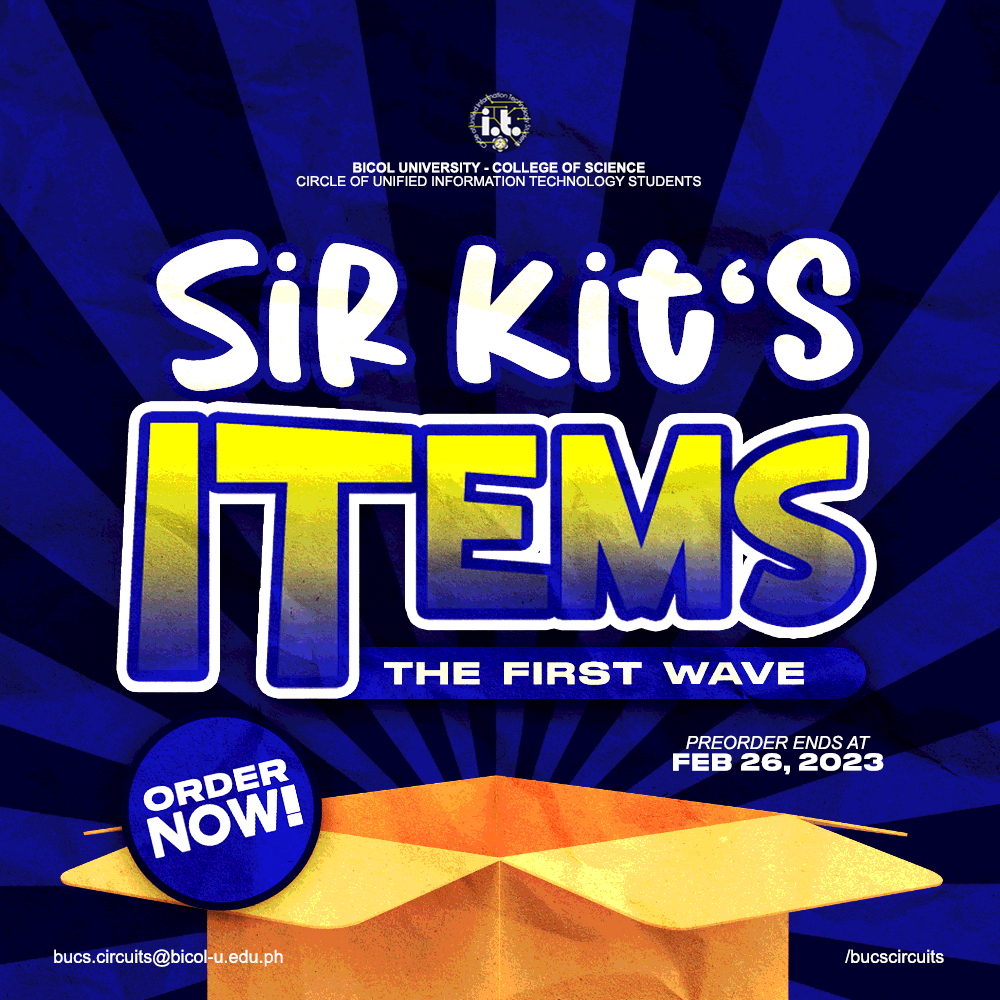 i.t.
BICOL UNIVERSITY - COLLEGE OF SCIENCE
CIRCLE OF UNIFIED INFORMATION TECHNOLOGY STUDENTS
SiR Kit‘S
ITEMS
THE FIRST WAVE
PREORDER ENDS AT
FEB 26, 2023
ORDER
NOW!
bucs.circuits@bicol-u.edu.ph
/bucscircuits